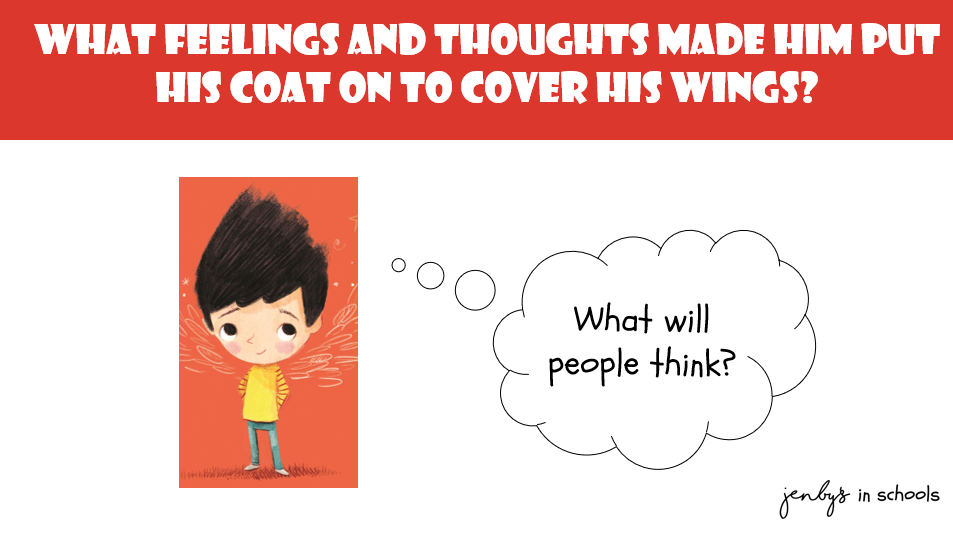 WHAT FEELINGS AND THOUGHTS MADE HIM PUT
HIS COAT ON TO COVER HIS WINGS?
What will
people think?
jenby's in schools